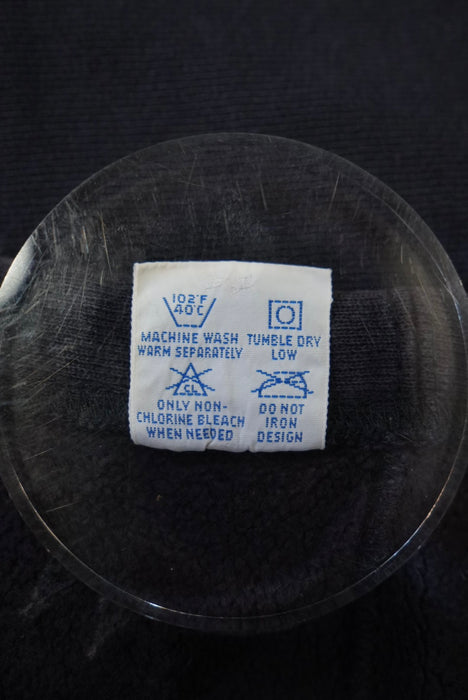 102°F
40°C
MACHINE WASH
WARM SEPARATELY
TUMBLE DRY
LOW
CL
ONLY NON-
CHLORINE BLEACH
WHEN NEEDED
DO NOT
IRON
DESIGN